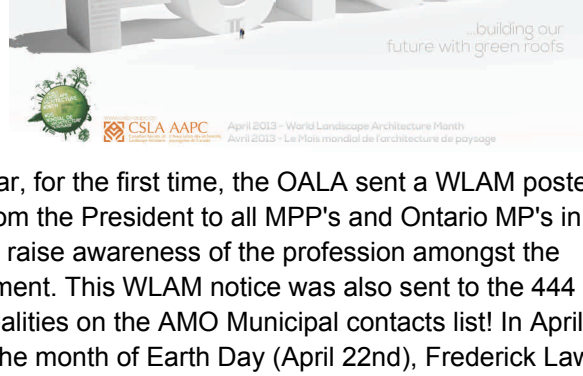 ...building our
future with green roofs
CSLA AAPC
April 2013 – World Landscape Architecture Month
Avril 2013 – Le Mois mondial de l'architecture de paysage
ar, for the first time, the OALA sent a WLAM poste
om the President to all MPP's and Ontario MP's in
raise awareness of the profession amongst the
ment. This WLAM notice was also sent to the 444
alities on the AMO Municipal contacts list! In April
he month of Earth Day (April 22nd), Frederick Law